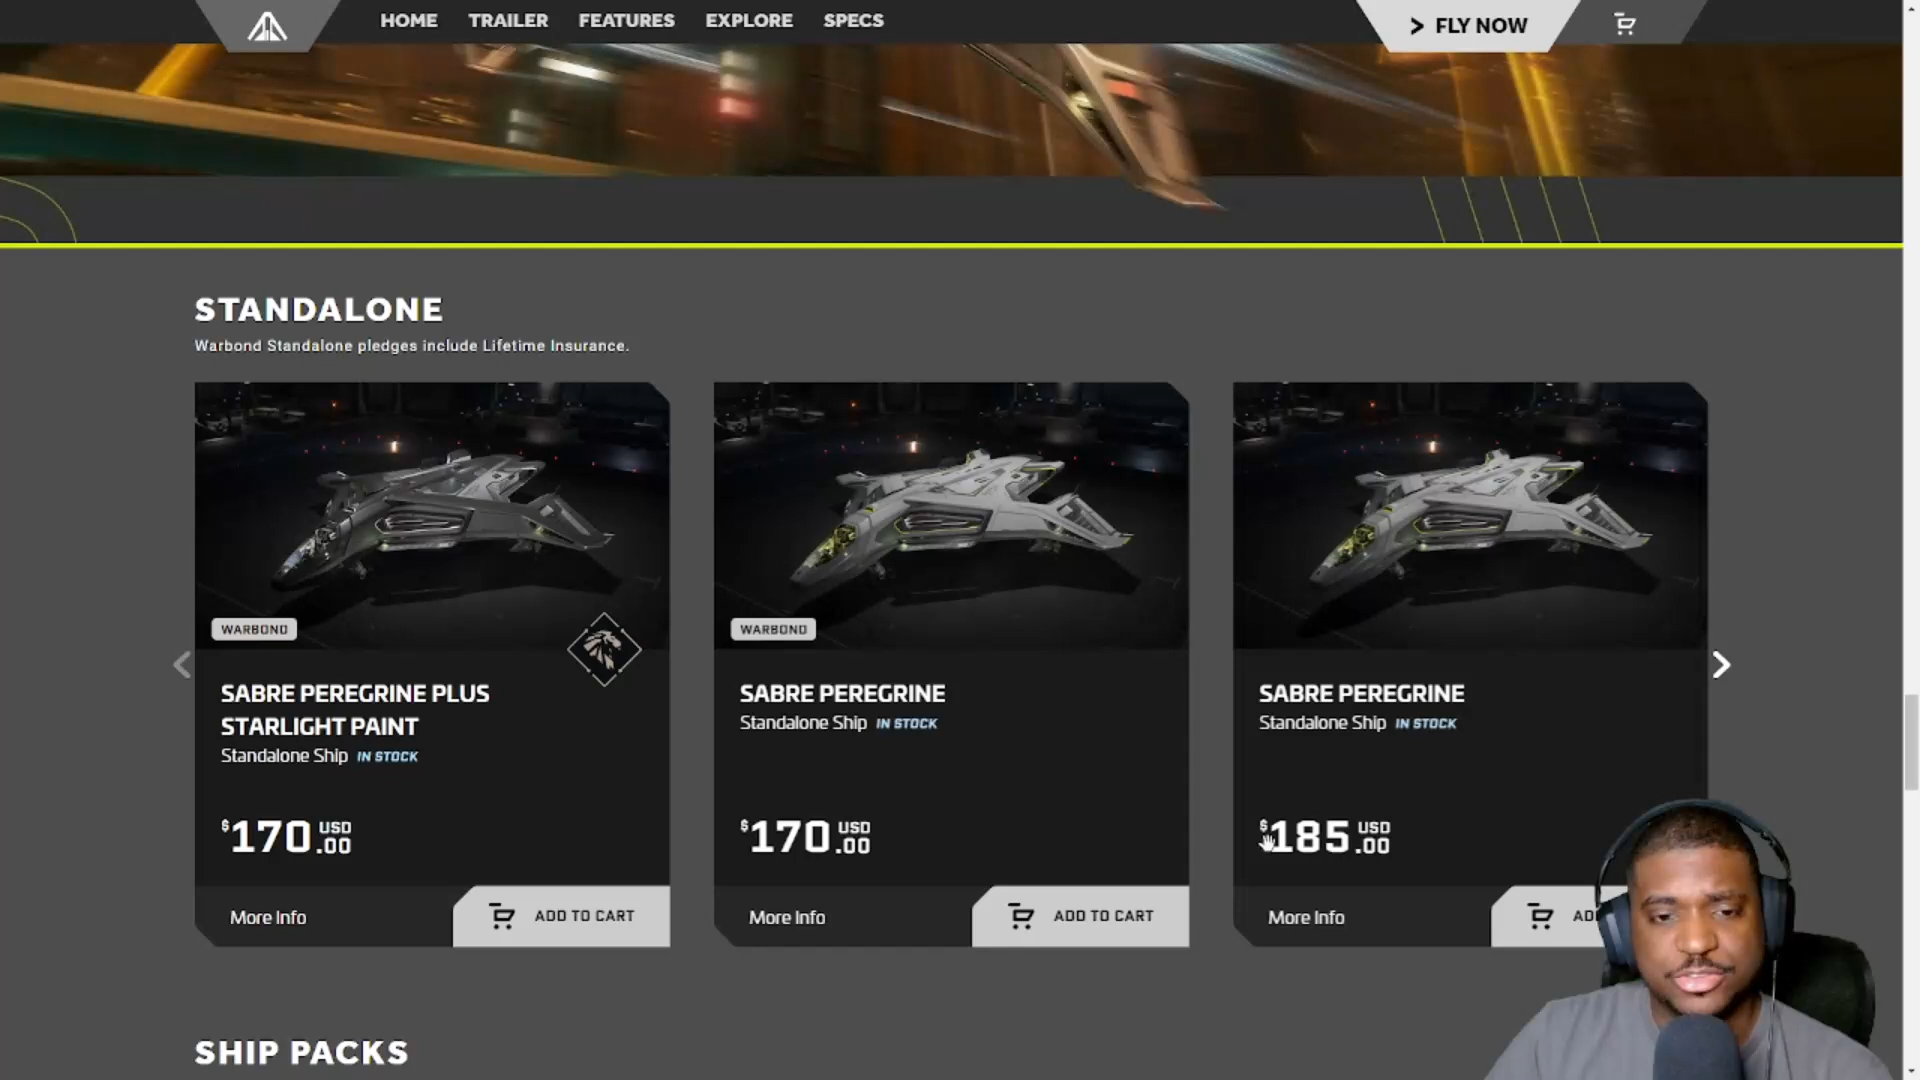 HOME TRAILER FEATURES EXPLORE SPECS
> FLY NOW
STANDALONE
Warbond Standalone pledges include Lifetime Insurance.
WARBOND
SABRE PEREGRINE PLUS
STARLIGHT PAINT
Standalone Ship IN STOCK
$170 USD .00
More Info
ADD TO CART
WARBOND
SABRE PEREGRINE
Standalone Ship IN STOCK
$170 USD .00
More Info
ADD TO CART
SABRE PEREGRINE
Standalone Ship IN STOCK
$185 USD .00
More Info
AD
SHIP PACKS